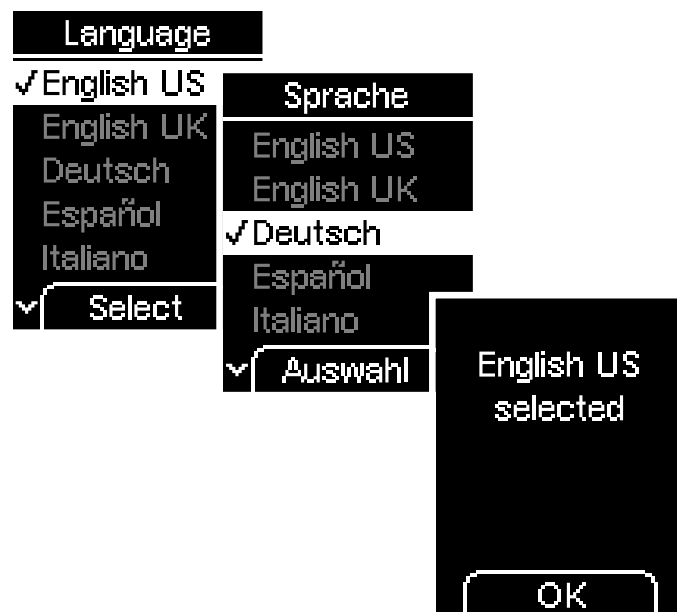 Language
✓English US
English UK
Deutsch
Español
Italiano
Select
Sprache
English US
English UK
✓Deutsch
Español
Italiano
Auswahl
English US
selected
OK